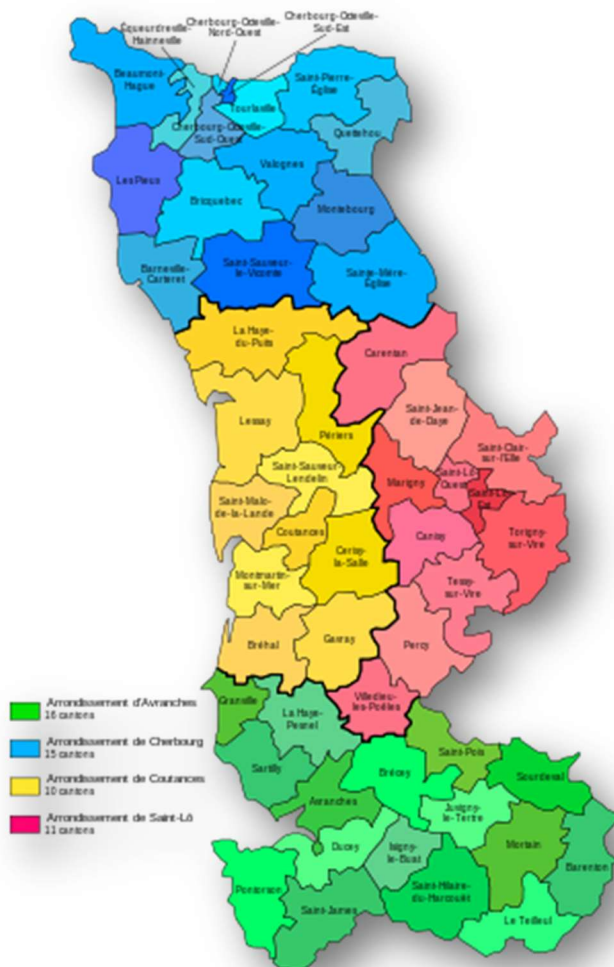 Équeurdreville-
Hainneville
Cherbourg-Octeville-
Nord-Ouest
Cherbourg-Octeville-
Sud-Est
Beaumont-
Hague
Saint-Pierre-
Église
Tourlaville
Cherbourg-Octeville-
Sud-Ouest
Quettehou
Les Pieux
Valognes
Bricquebec
Montebourg
Barneville-
Carteret
Saint-Sauveur-
le-Vicomte
Sainte-Mère-
Église
La Haye-
du-Puits
Carentan
Lessay
Saint-Jean-
de-Daye
Périers
Saint-Clair-
sur-l'Elle
Saint-Sauveur-
Lendelin
Marigny
Saint-Lô-
Ouest
Saint-Lô-
Est
Saint-Malo-
de-la-Lande
Coutances
Canisy
Torigny-
sur-Vire
Cerisy-
la-Salle
Montmartin-
sur-Mer
Tessy-
sur-Vire
Bréhal
Gavray
Percy
Granville
Villedieu-
les-Poêles
La Haye-
Pesnel
Saint-Pois
Sartilly
Brécey
Sourdeval
Avranches
Juvigny-
le-Tertre
Ducey
Isigny-
le-Buat
Mortain
Barenton
Pontorson
Saint-James
Saint-Hilaire-
du-Harcouët
Le Teilleul
Arrondissement d'Avranches
16 cantons
Arrondissement de Cherbourg
15 cantons
Arrondissement de Coutances
10 cantons
Arrondissement de Saint-Lô
11 cantons